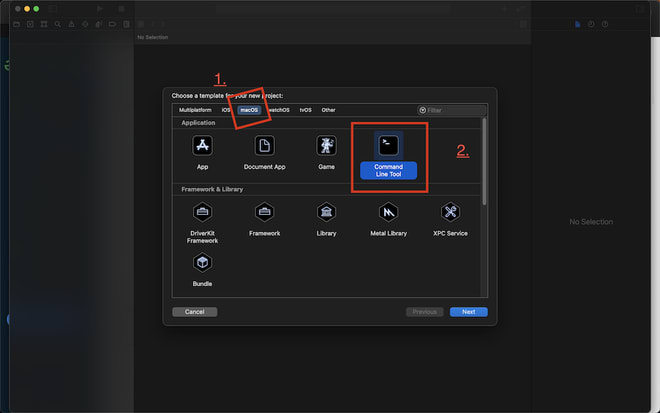 No Selection
1.
Choose a template for your new project:
Multiplatform iOS macOS watchOS tvOS Other
Filter
Application
App Document App Game Command Line Tool
2.
Framework & Library
DriverKit Framework Framework Library Metal Library XPC Service
No Selection
Bundle
Cancel Previous Next